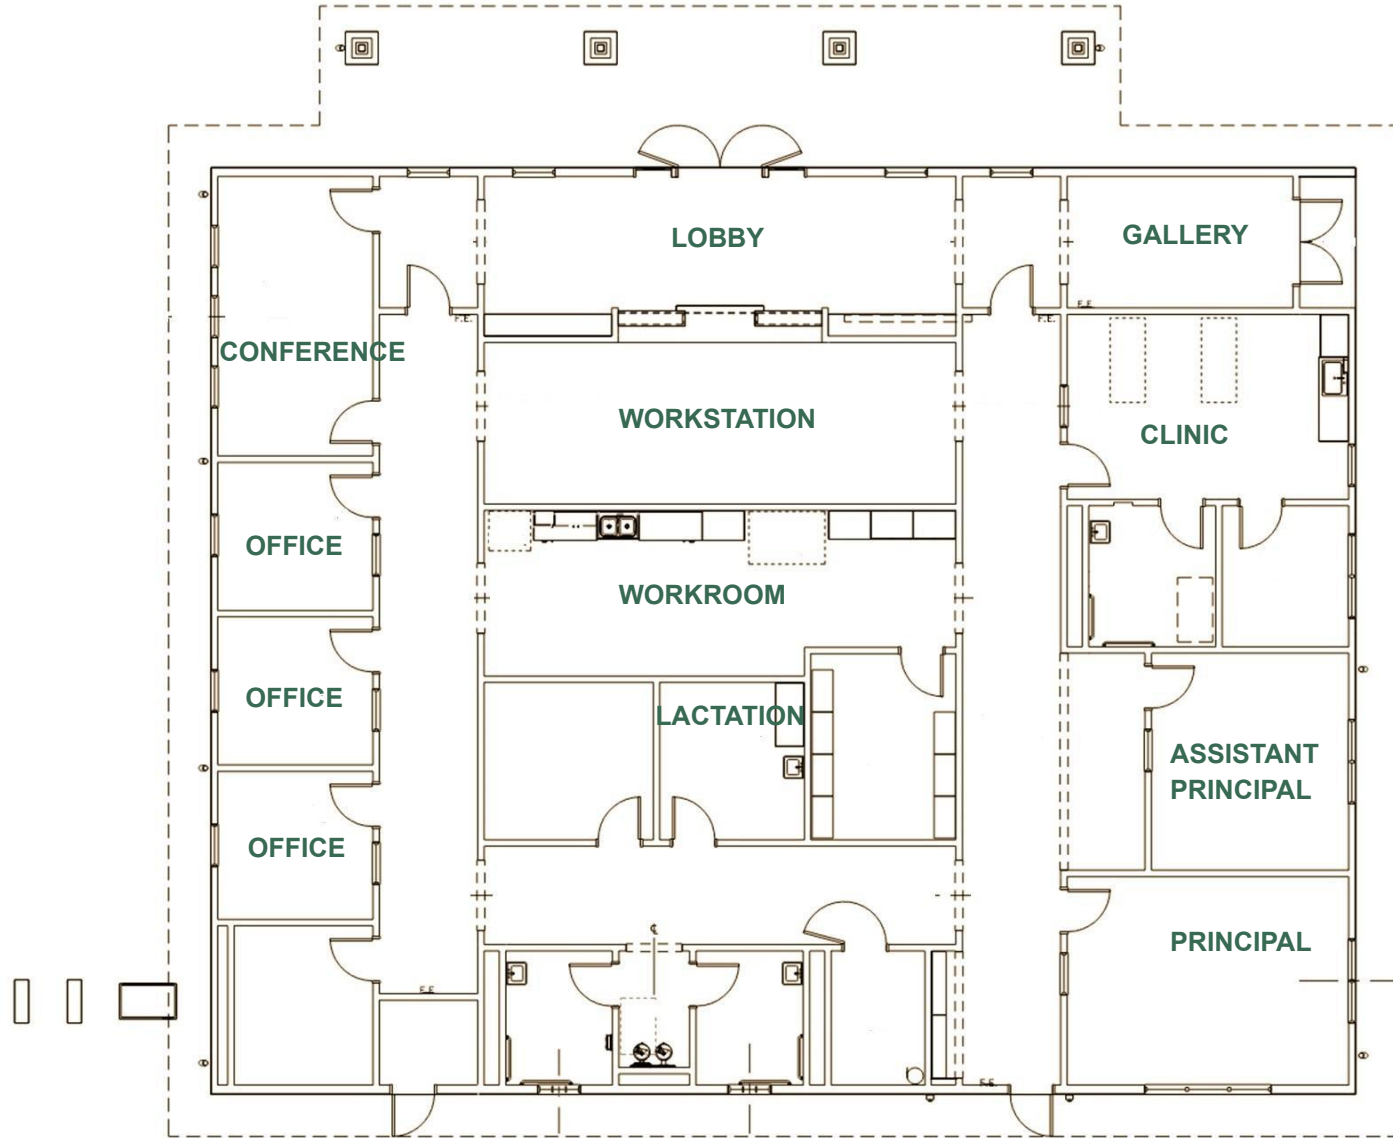 LOBBY
GALLERY
F.E.
F.E.
F.E.
CONFERENCE
WORKSTATION
CLINIC
OFFICE
WORKROOM
OFFICE
LACTATION
ASSISTANT
PRINCIPAL
OFFICE
PRINCIPAL
F.E.
F.E.